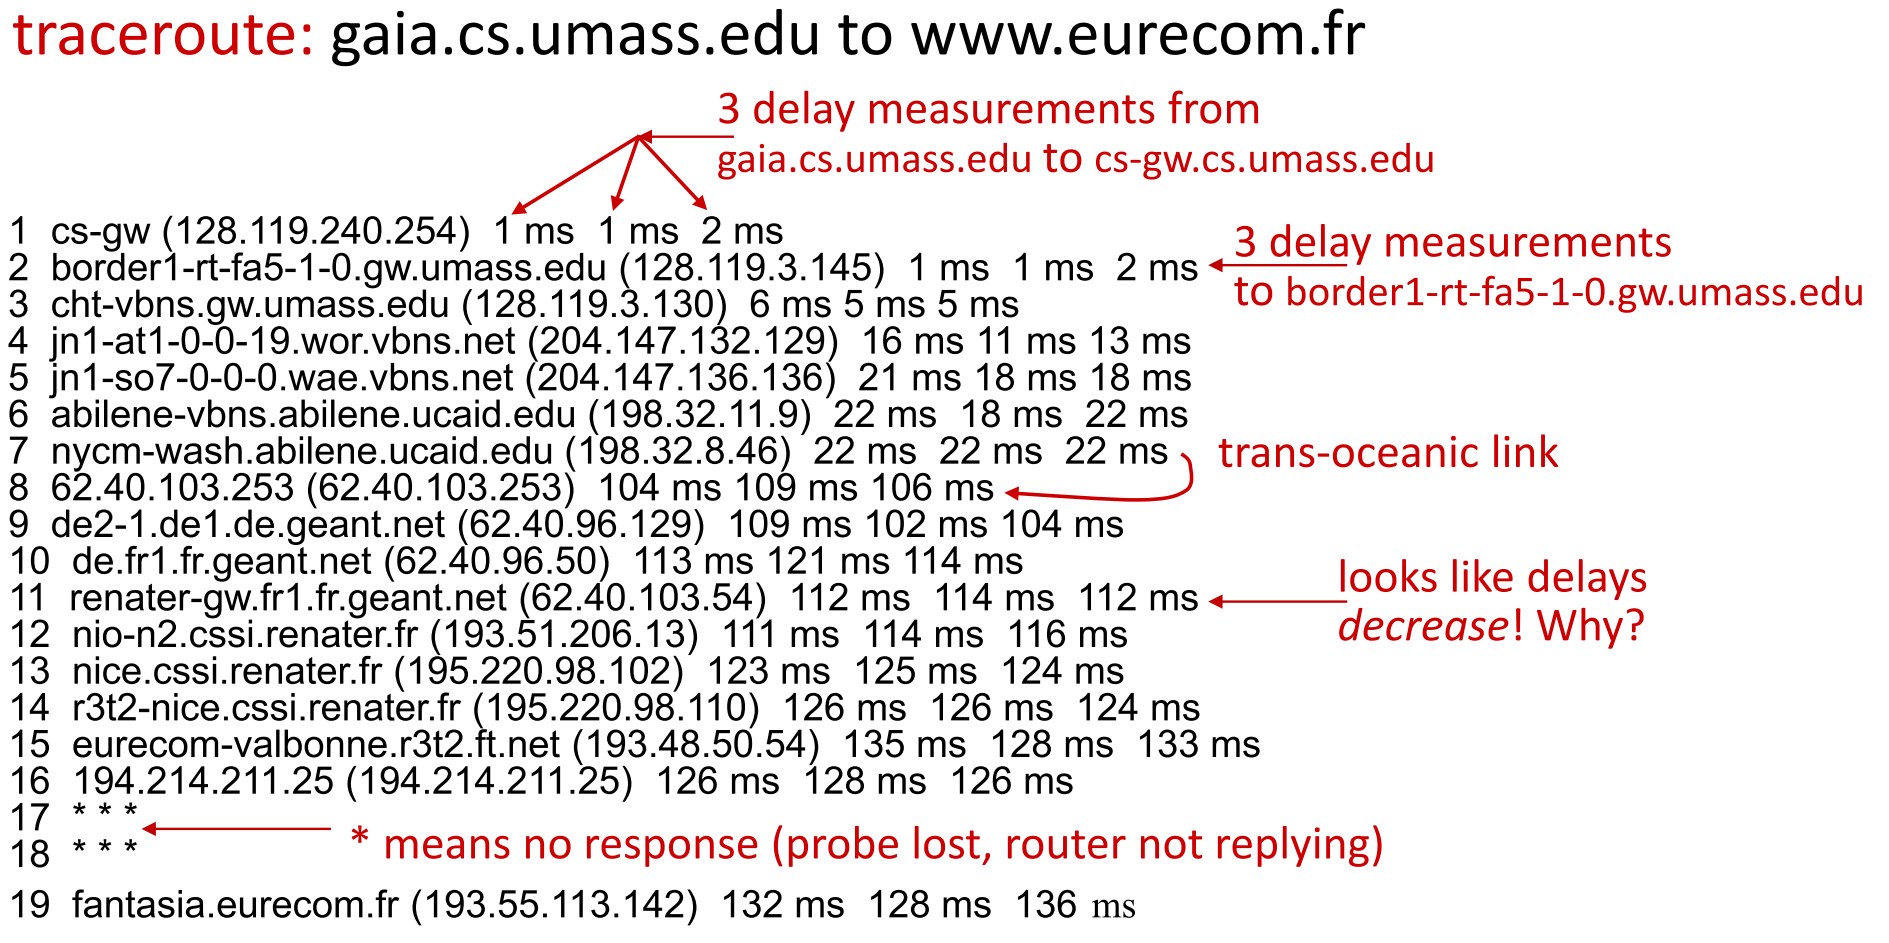 traceroute: gaia.cs.umass.edu to www.eurecom.fr
3 delay measurements from
gaia.cs.umass.edu to cs-gw.cs.umass.edu
1 cs-gw (128.119.240.254) 1 ms 1 ms 2 ms
3 delay measurements
to border1-rt-fa5-1-0.gw.umass.edu
2 border1-rt-fa5-1-0.gw.umass.edu (128.119.3.145) 1 ms 1 ms 2 ms
3 cht-vbns.gw.umass.edu (128.119.3.130) 6 ms 5 ms 5 ms
4 jn1-at1-0-0-19.wor.vbns.net (204.147.132.129) 16 ms 11 ms 13 ms
5 jn1-so7-0-0-0.wae.vbns.net (204.147.136.136) 21 ms 18 ms 18 ms
6 abilene-vbns.abilene.ucaid.edu (198.32.11.9) 22 ms 18 ms 22 ms
7 nycm-wash.abilene.ucaid.edu (198.32.8.46) 22 ms 22 ms 22 ms
trans-oceanic link
8 62.40.103.253 (62.40.103.253) 104 ms 109 ms 106 ms
9 de2-1.de1.de.geant.net (62.40.96.129) 109 ms 102 ms 104 ms
10 de.fr1.fr.geant.net (62.40.96.50) 113 ms 121 ms 114 ms
11 renater-gw.fr1.fr.geant.net (62.40.103.54) 112 ms 114 ms 112 ms
looks like delays
decrease! Why?
12 nio-n2.cssi.renater.fr (193.51.206.13) 111 ms 114 ms 116 ms
13 nice.cssi.renater.fr (195.220.98.102) 123 ms 125 ms 124 ms
14 r3t2-nice.cssi.renater.fr (195.220.98.110) 126 ms 126 ms 124 ms
15 eurecom-valbonne.r3t2.ft.net (193.48.50.54) 135 ms 128 ms 133 ms
16 194.214.211.25 (194.214.211.25) 126 ms 128 ms 126 ms
17 * * *
18 * * *
* means no response (probe lost, router not replying)
19 fantasia.eurecom.fr (193.55.113.142) 132 ms 128 ms 136 ms